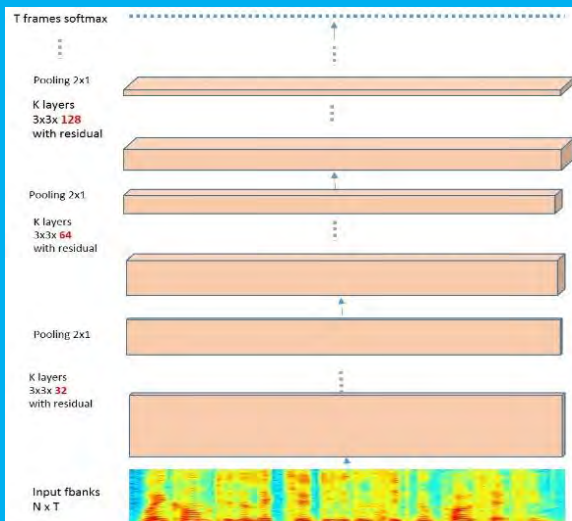 T frames softmax
Pooling 2x1
K layers
3x3x 128
with residual
Pooling 2x1
K layers
3x3x 64
with residual
Pooling 2x1
K layers
3x3x 32
with residual
Input fbanks
N x T